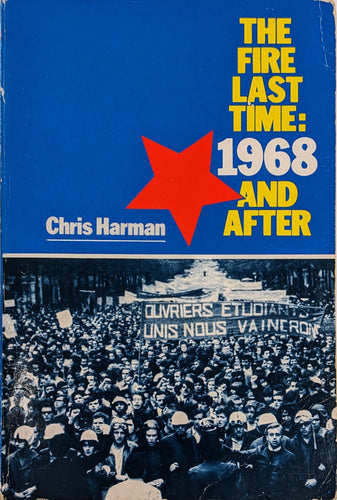 THE
FIRE
LAST
TIME:
1968
AND
AFTER
Chris Harman
OUVRIERS ETUDIANTS
UNIS NOUS VAINCRONS